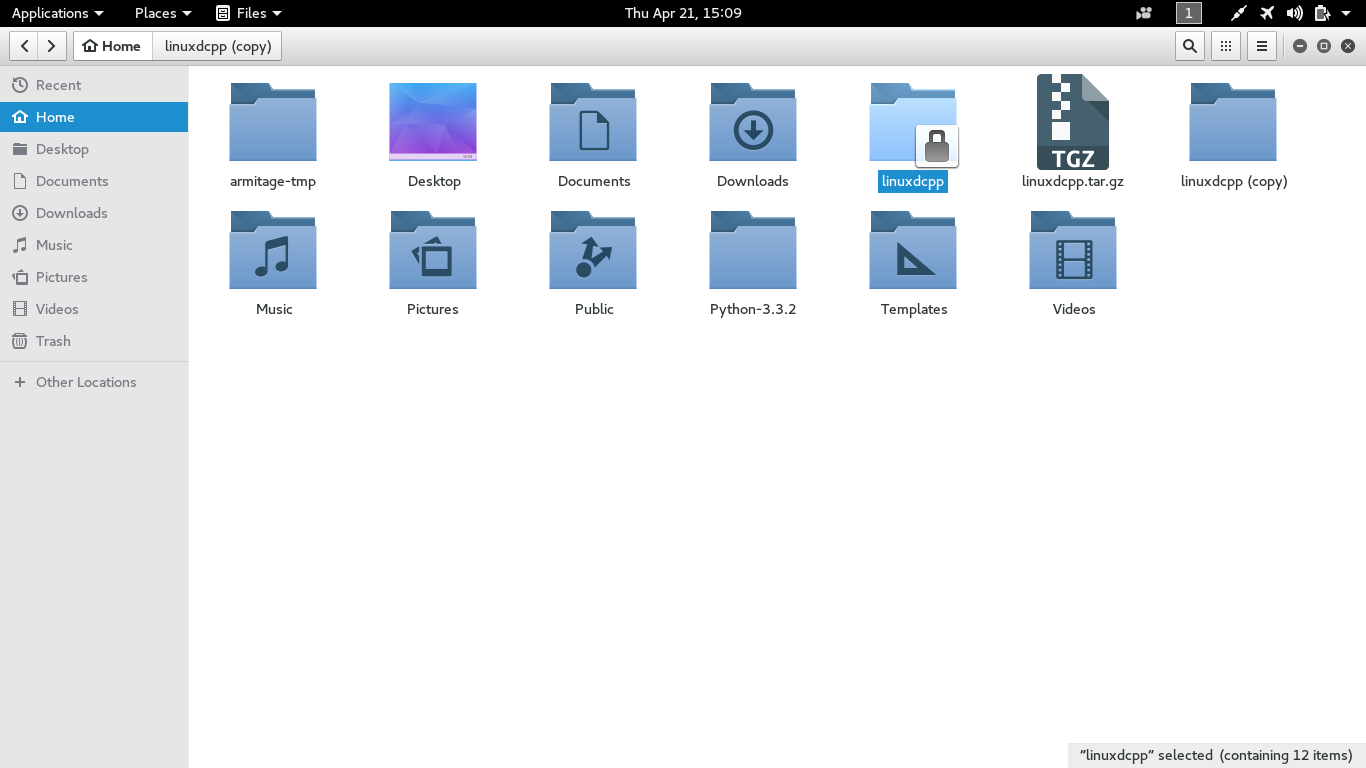 Applications Places Files Thu Apr 21, 15:09 1
Home linuxdcpp (copy)
Recent
Home
Desktop
Documents
Downloads
Music
Pictures
Videos
Trash
Other Locations
TGZ
armitage-tmp Desktop Documents Downloads linuxdcpp linuxdcpp.tar.gz linuxdcpp (copy)
Music Pictures Public Python-3.3.2 Templates Videos
"linuxdcpp" selected (containing 12 items)